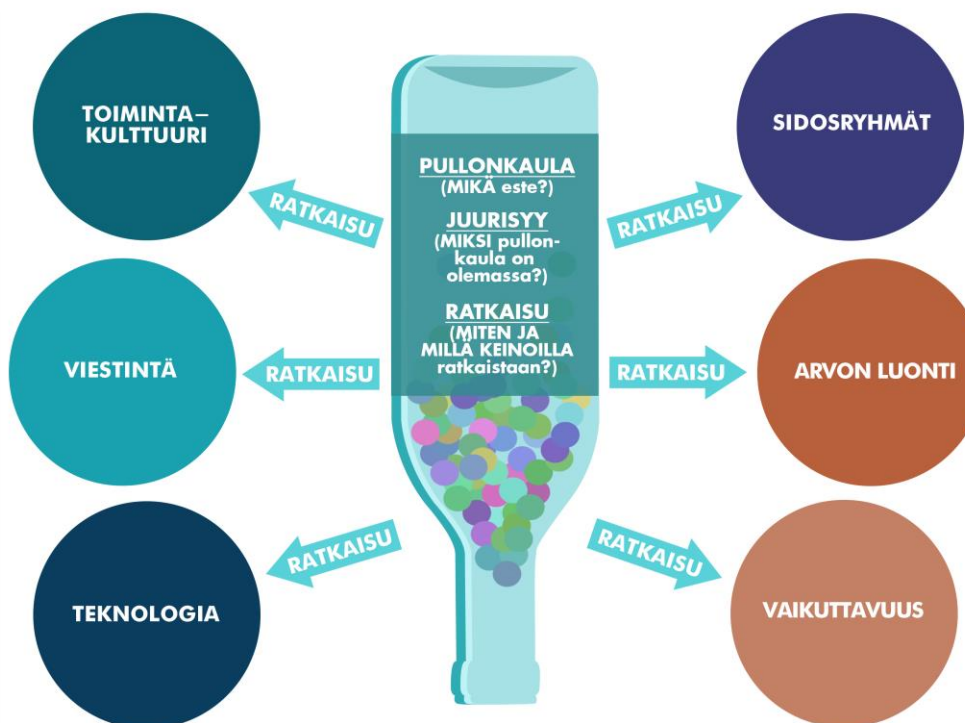 TOIMINTA–
KULTTUURI
SIDOSRYHMÄT
PULLONKAULA
(MIKÄ este?)
JUURISYY
(MIKSI pullon-
kaula on
olemassa?)
RATKAISU
(MITEN JA
MILLÄ KEINOILLA
ratkaistaan?)
RATKAISU
RATKAISU
VIESTINTÄ
RATKAISU
RATKAISU
ARVON LUONTI
RATKAISU
RATKAISU
TEKNOLOGIA
VAIKUTTAVUUS